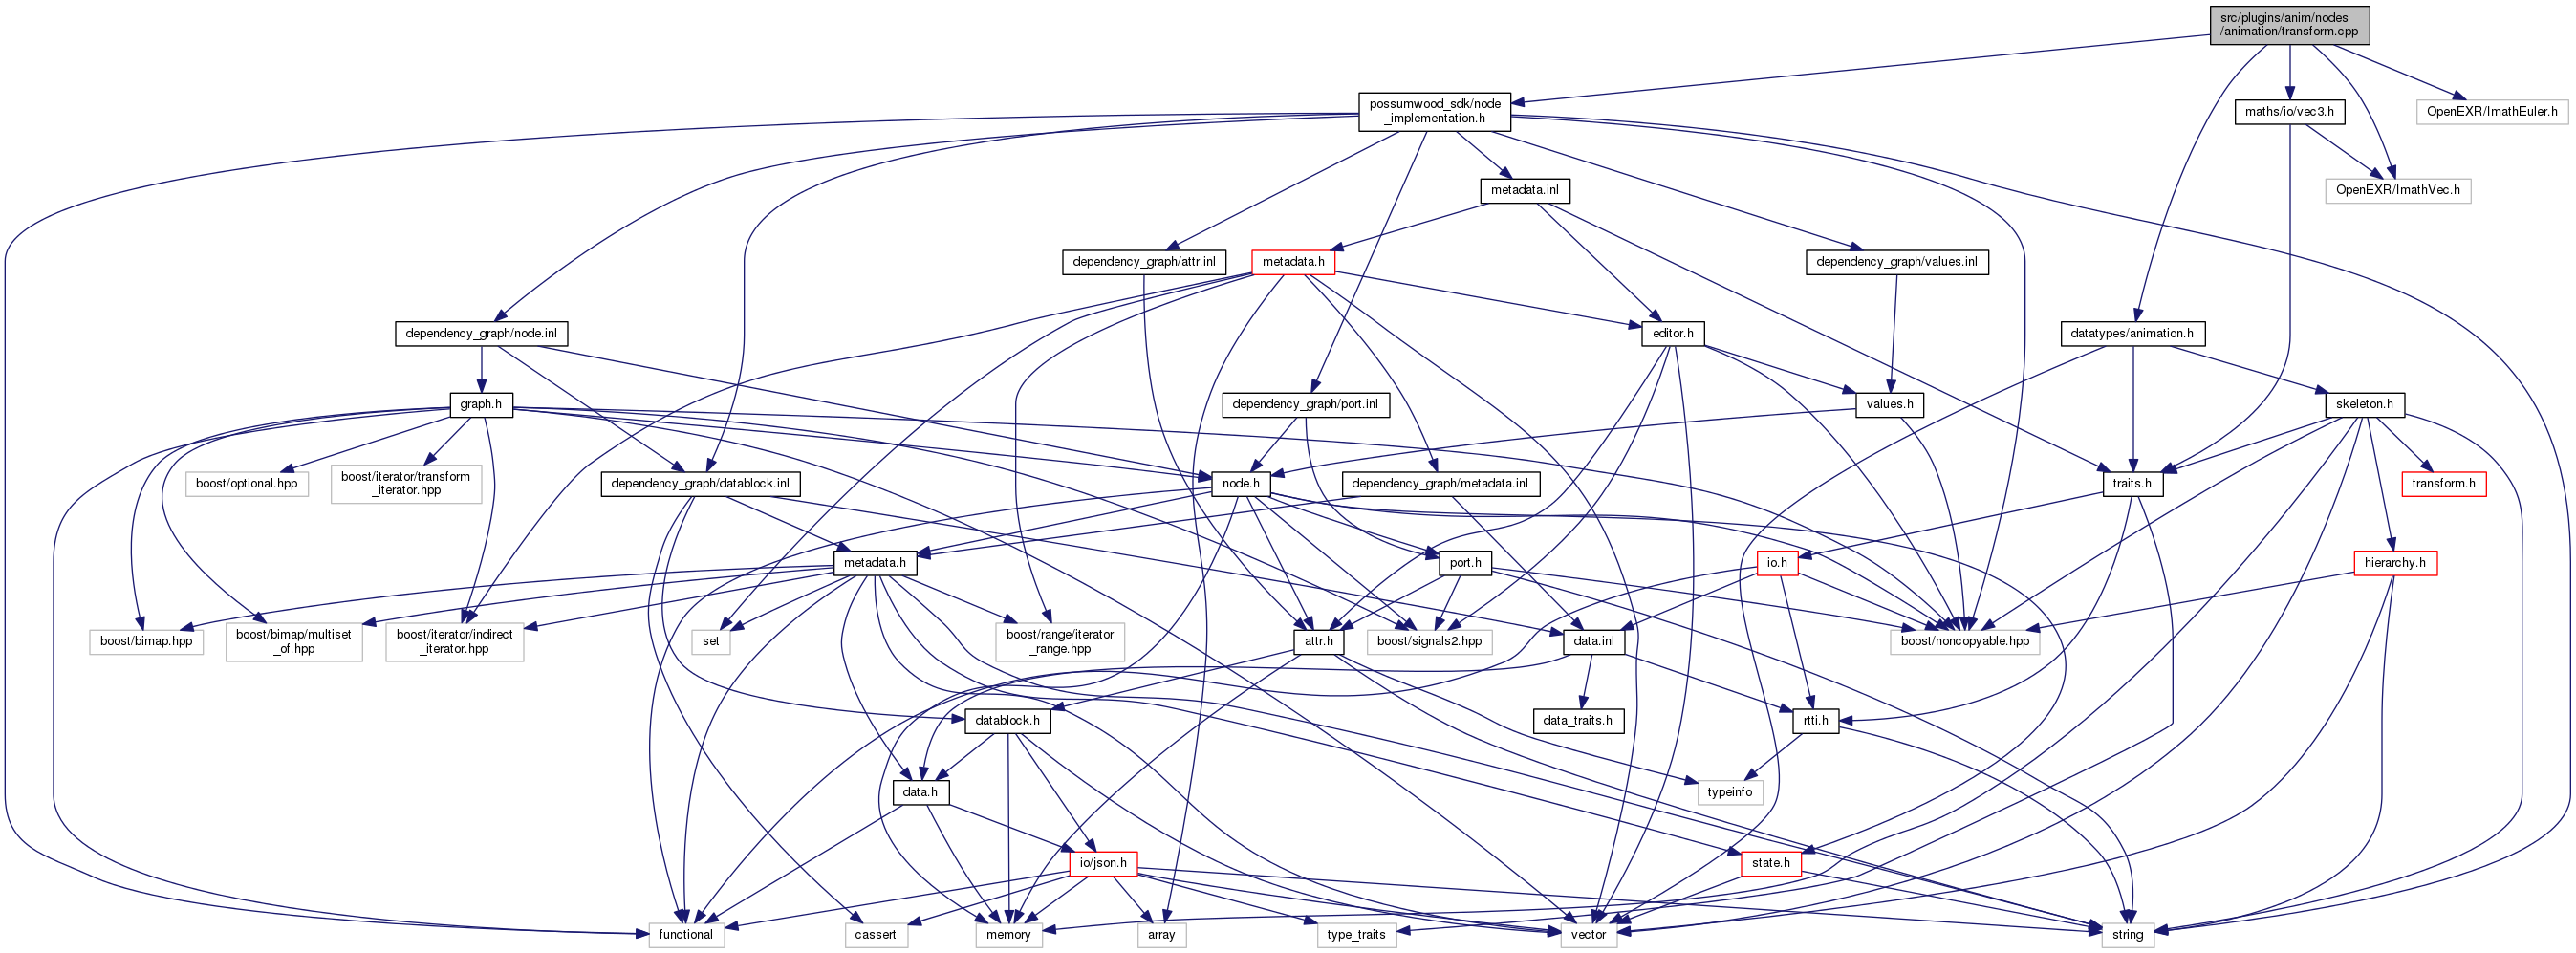 src/plugins/anim/nodes
/animation/transform.cpp
possumwood_sdk/node
_implementation.h
maths/io/vec3.h
OpenEXR/ImathEuler.h
metadata.inl
OpenEXR/ImathVec.h
dependency_graph/attr.inl
metadata.h
dependency_graph/values.inl
dependency_graph/node.inl
editor.h
datatypes/animation.h
graph.h
dependency_graph/port.inl
values.h
skeleton.h
boost/optional.hpp
boost/iterator/transform
_iterator.hpp
dependency_graph/datablock.inl
node.h
dependency_graph/metadata.inl
traits.h
transform.h
metadata.h
port.h
io.h
hierarchy.h
boost/bimap.hpp
boost/bimap/multiset
_of.hpp
boost/iterator/indirect
_iterator.hpp
set
boost/range/iterator
_range.hpp
attr.h
boost/signals2.hpp
data.inl
boost/noncopyable.hpp
datablock.h
data_traits.h
rtti.h
data.h
typeinfo
io/json.h
state.h
functional
cassert
memory
array
type_traits
vector
string